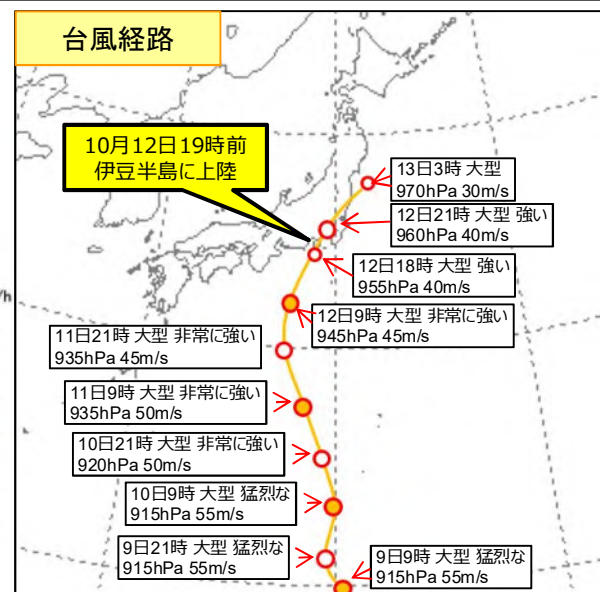 台風経路
10月12日19時前
伊豆半島に上陸
13日3時 大型
970hPa 30m/s
12日21時 大型 強い
960hPa 40m/s
12日18時 大型 強い
955hPa 40m/s
/h
12日9時 大型 非常に強い
945hPa 45m/s
11日21時 大型 非常に強い
935hPa 45m/s
11日9時 大型 非常に強い
935hPa 50m/s
10日21時 大型 非常に強い
920hPa 50m/s
10日9時 大型 猛烈な
915hPa 55m/s
9日21時 大型 猛烈な
915hPa 55m/s
9日9時 大型 猛烈な
915hPa 55m/s